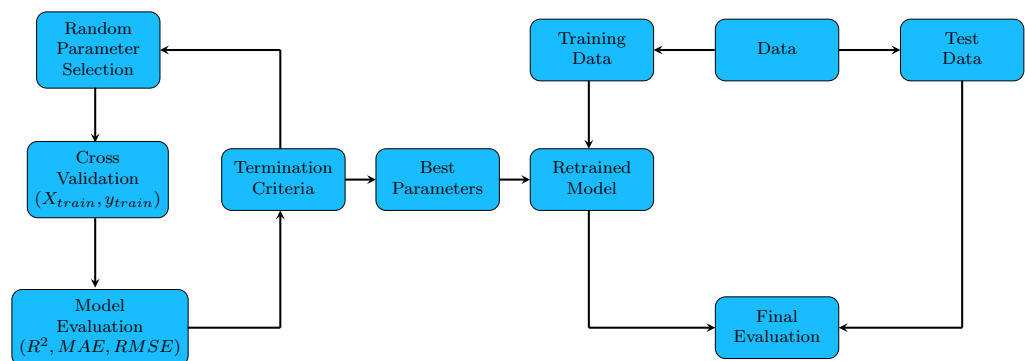 Random
Parameter
Selection
Training
Data
Data
Test
Data
Cross
Validation
(X_{train}, y_{train})
Termination
Criteria
Best
Parameters
Retrained
Model
Model
Evaluation
(R^2, MAE, RMSE)
Final
Evaluation